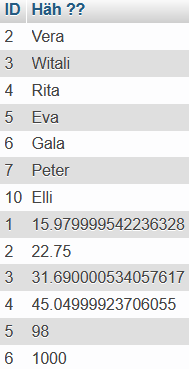 ID Häh ??
2 Vera
3 Witali
4 Rita
5 Eva
6 Gala
7 Peter
10 Elli
1 15.979999542236328
2 22.75
3 31.690000534057617
4 45.04999923706055
5 98
6 1000